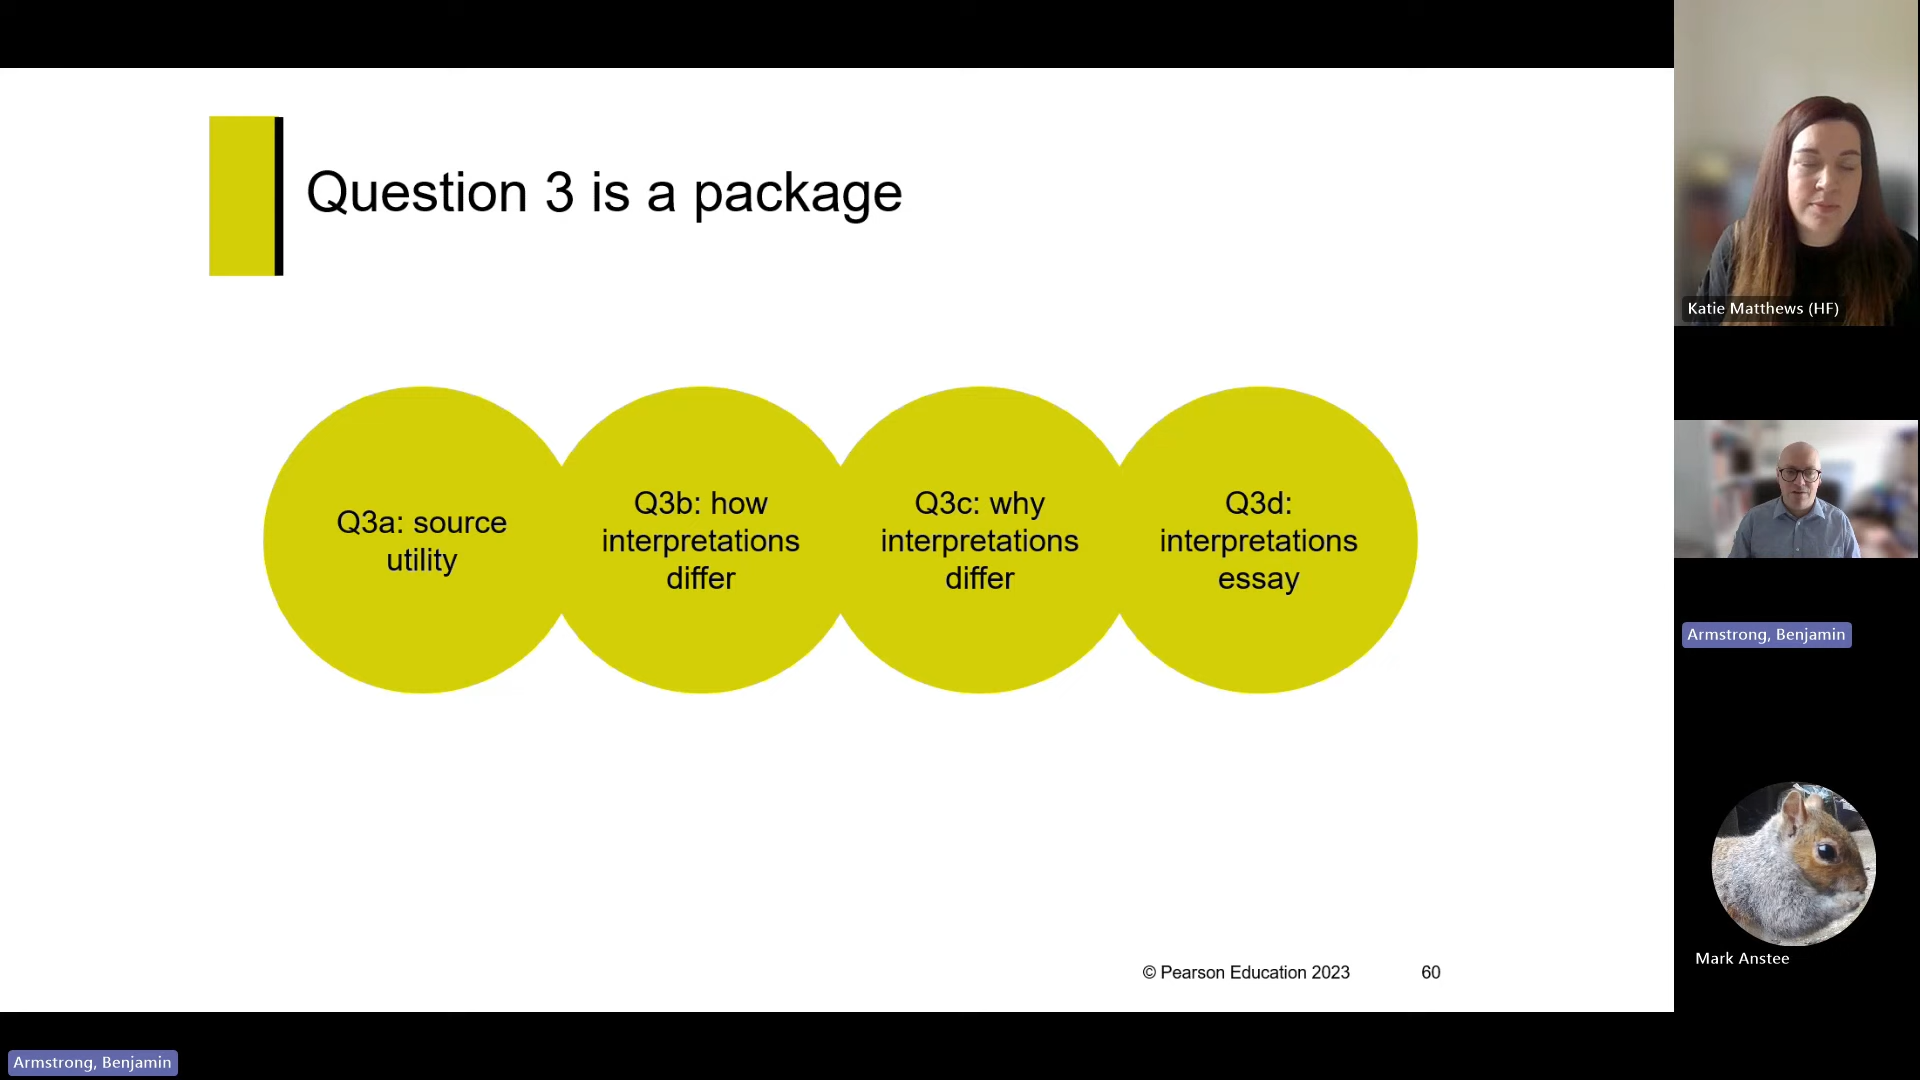 Question 3 is a package
Q3a: source
utility
Q3b: how
interpretations
differ
Q3c: why
interpretations
differ
Q3d:
interpretations
essay
© Pearson Education 2023
60
Katie Matthews (HF)
Armstrong, Benjamin
Mark Anstee
Armstrong, Benjamin